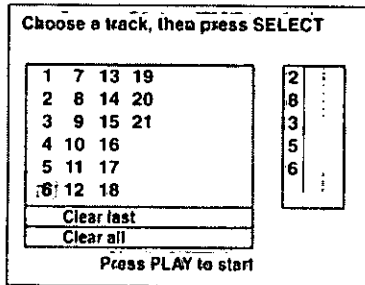 Choose a track, then press SELECT
1 7 13 19
2 8 14 20
3 9 15 21
4 10 16
5 11 17
6 12 18
Clear last
Clear all
2
8
3
5
6
Press PLAY to start